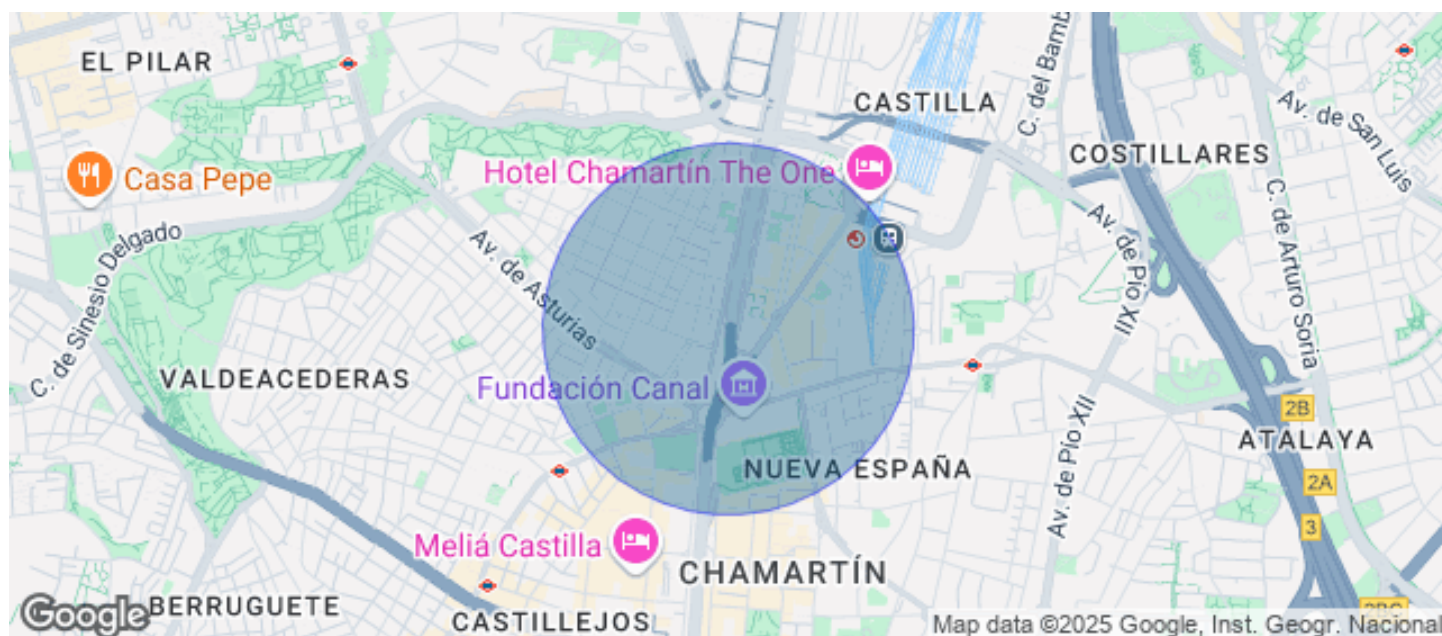 EL PILAR
CASTILLA
C. del Bamb
Av. de San Luis
COSTILLARES
Hotel Chamartín The One
Casa Pepe
C. de Sinesio Delgado
Av. de Asturias
Av. de Pío XII
C. de Arturo Soria
VALDEACEDERAS
Fundación Canal
2B
ATALAYA
NUEVA ESPAÑA
2A
Av. de Pío XII
3
Meliá Castilla
CHAMARTÍN
Google
BERRUGUETE
CASTILLEJOS
Map data ©2025 Google, Inst. Geogr. Nacional